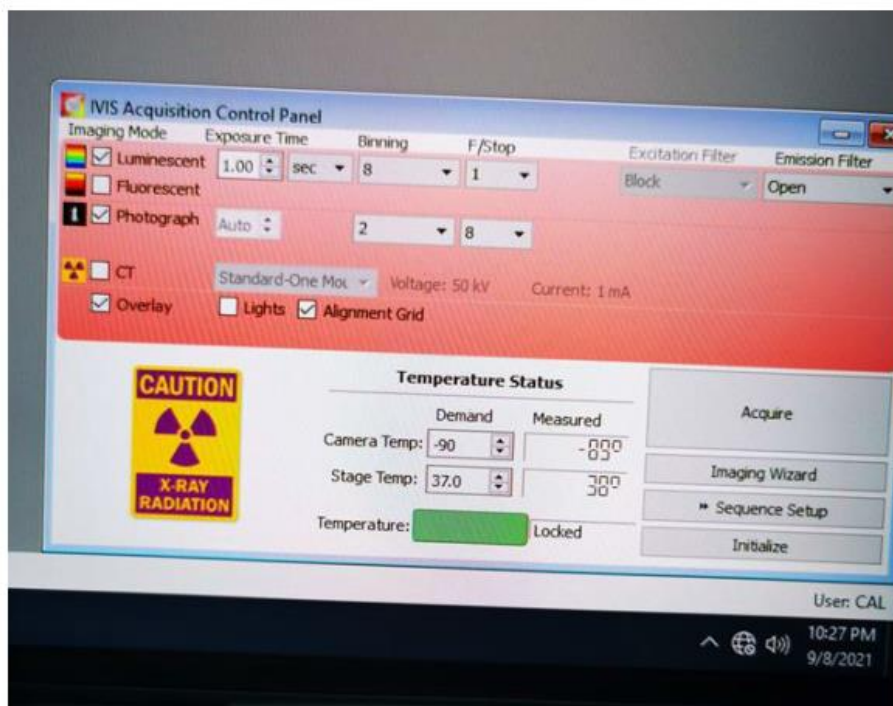 IVIS Acquisition Control Panel
Imaging Mode Exposure Time Binning F/Stop Excitation Filter Emission Filter
Luminescent 1.00 sec 8 1 Block Open
Fluorescent
Photograph Auto 2 8
CT Standard-One Mou Voltage: 50 kV Current: 1 mA
Overlay Lights Alignment Grid
CAUTION
X-RAY
RADIATION
Temperature Status
Demand Measured
Camera Temp: -90
Stage Temp: 37.0
Temperature: Locked
Acquire
Imaging Wizard
Sequence Setup
Initialize
User: CAL
10:27 PM
9/8/2021